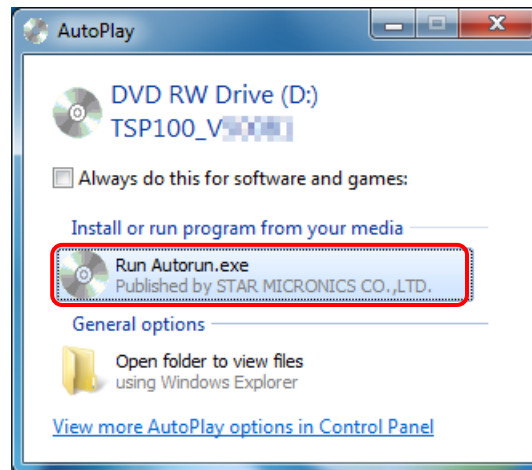 AutoPlay
DVD RW Drive (D:)
TSP100_V
Always do this for software and games:
Install or run program from your media
Run Autorun.exe
Published by STAR MICRONICS CO.,LTD.
General options
Open folder to view files
using Windows Explorer
View more AutoPlay options in Control Panel